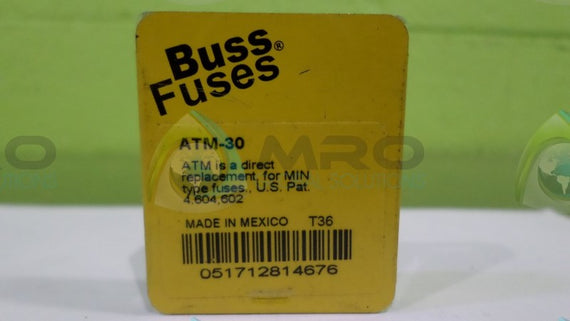 Buss®
Fuses
ATM-30
ATM is a direct
replacement, for MIN
type fuses., U.S. Pat.
4,604,602
MADE IN MEXICO T36
051712814676
MRO